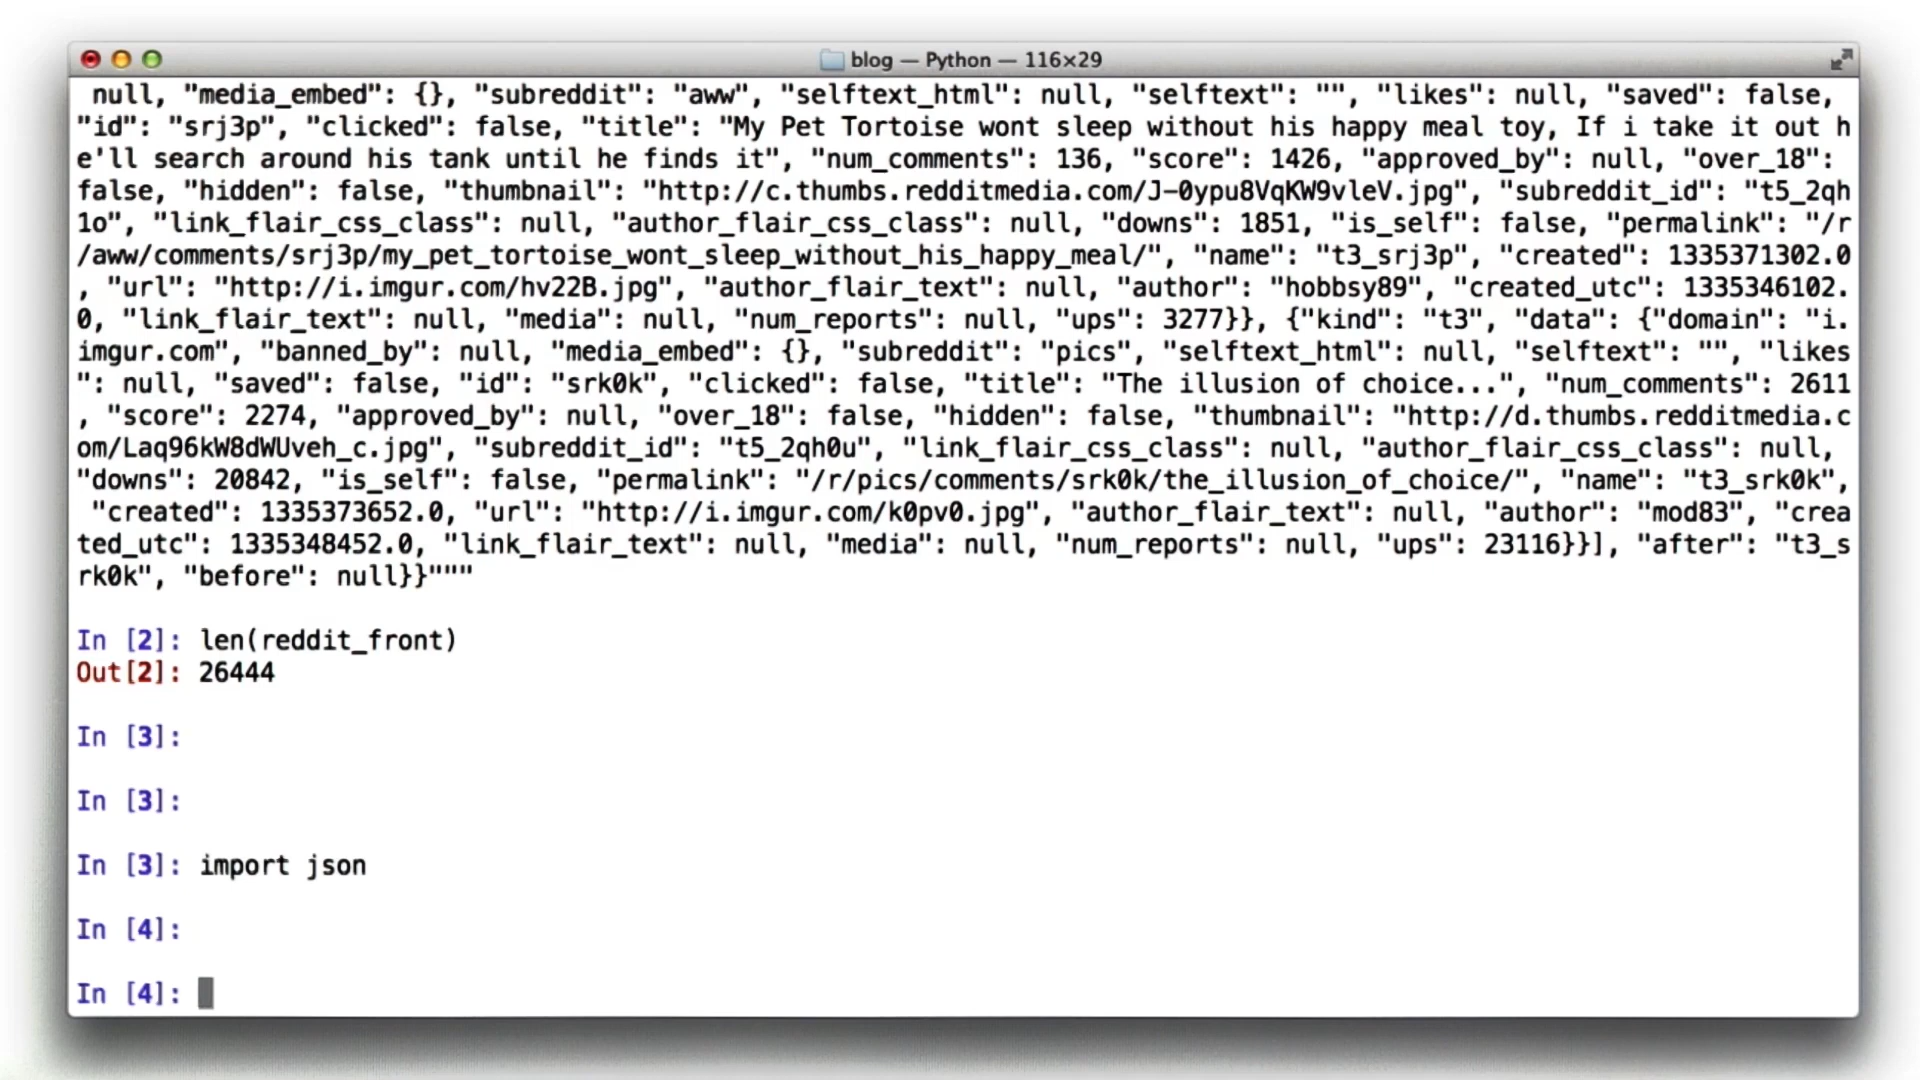 blog — Python — 116×29
null, "media_embed": {}, "subreddit": "aww", "selftext_html": null, "selftext": "", "likes": null, "saved": false,
"id": "srj3p", "clicked": false, "title": "My Pet Tortoise wont sleep without his happy meal toy, If i take it out h
e'll search around his tank until he finds it", "num_comments": 136, "score": 1426, "approved_by": null, "over_18":
false, "hidden": false, "thumbnail": "http://c.thumbs.redditmedia.com/J-0ypu8VqKW9vleV.jpg", "subreddit_id": "t5_2qh
1o", "link_flair_css_class": null, "author_flair_css_class": null, "downs": 1851, "is_self": false, "permalink": "/r
/aww/comments/srj3p/my_pet_tortoise_wont_sleep_without_his_happy_meal/", "name": "t3_srj3p", "created": 1335371302.0
, "url": "http://i.imgur.com/hv22B.jpg", "author_flair_text": null, "author": "hobbsy89", "created_utc": 1335346102.
0, "link_flair_text": null, "media": null, "num_reports": null, "ups": 3277}}, {"kind": "t3", "data": {"domain": "i.
imgur.com", "banned_by": null, "media_embed": {}, "subreddit": "pics", "selftext_html": null, "selftext": "", "likes
": null, "saved": false, "id": "srk0k", "clicked": false, "title": "The illusion of choice...", "num_comments": 2611
, "score": 2274, "approved_by": null, "over_18": false, "hidden": false, "thumbnail": "http://d.thumbs.redditmedia.c
om/Laq96kW8dWUveh_c.jpg", "subreddit_id": "t5_2qh0u", "link_flair_css_class": null, "author_flair_css_class": null,
"downs": 20842, "is_self": false, "permalink": "/r/pics/comments/srk0k/the_illusion_of_choice/", "name": "t3_srk0k",
"created": 1335373652.0, "url": "http://i.imgur.com/k0pv0.jpg", "author_flair_text": null, "author": "mod83", "crea
ted_utc": 1335348452.0, "link_flair_text": null, "media": null, "num_reports": null, "ups": 23116}}], "after": "t3_s
rk0k", "before": null}}"""
In [2]: len(reddit_front)
Out[2]: 26444
In [3]:
In [3]:
In [3]: import json
In [4]:
In [4]: